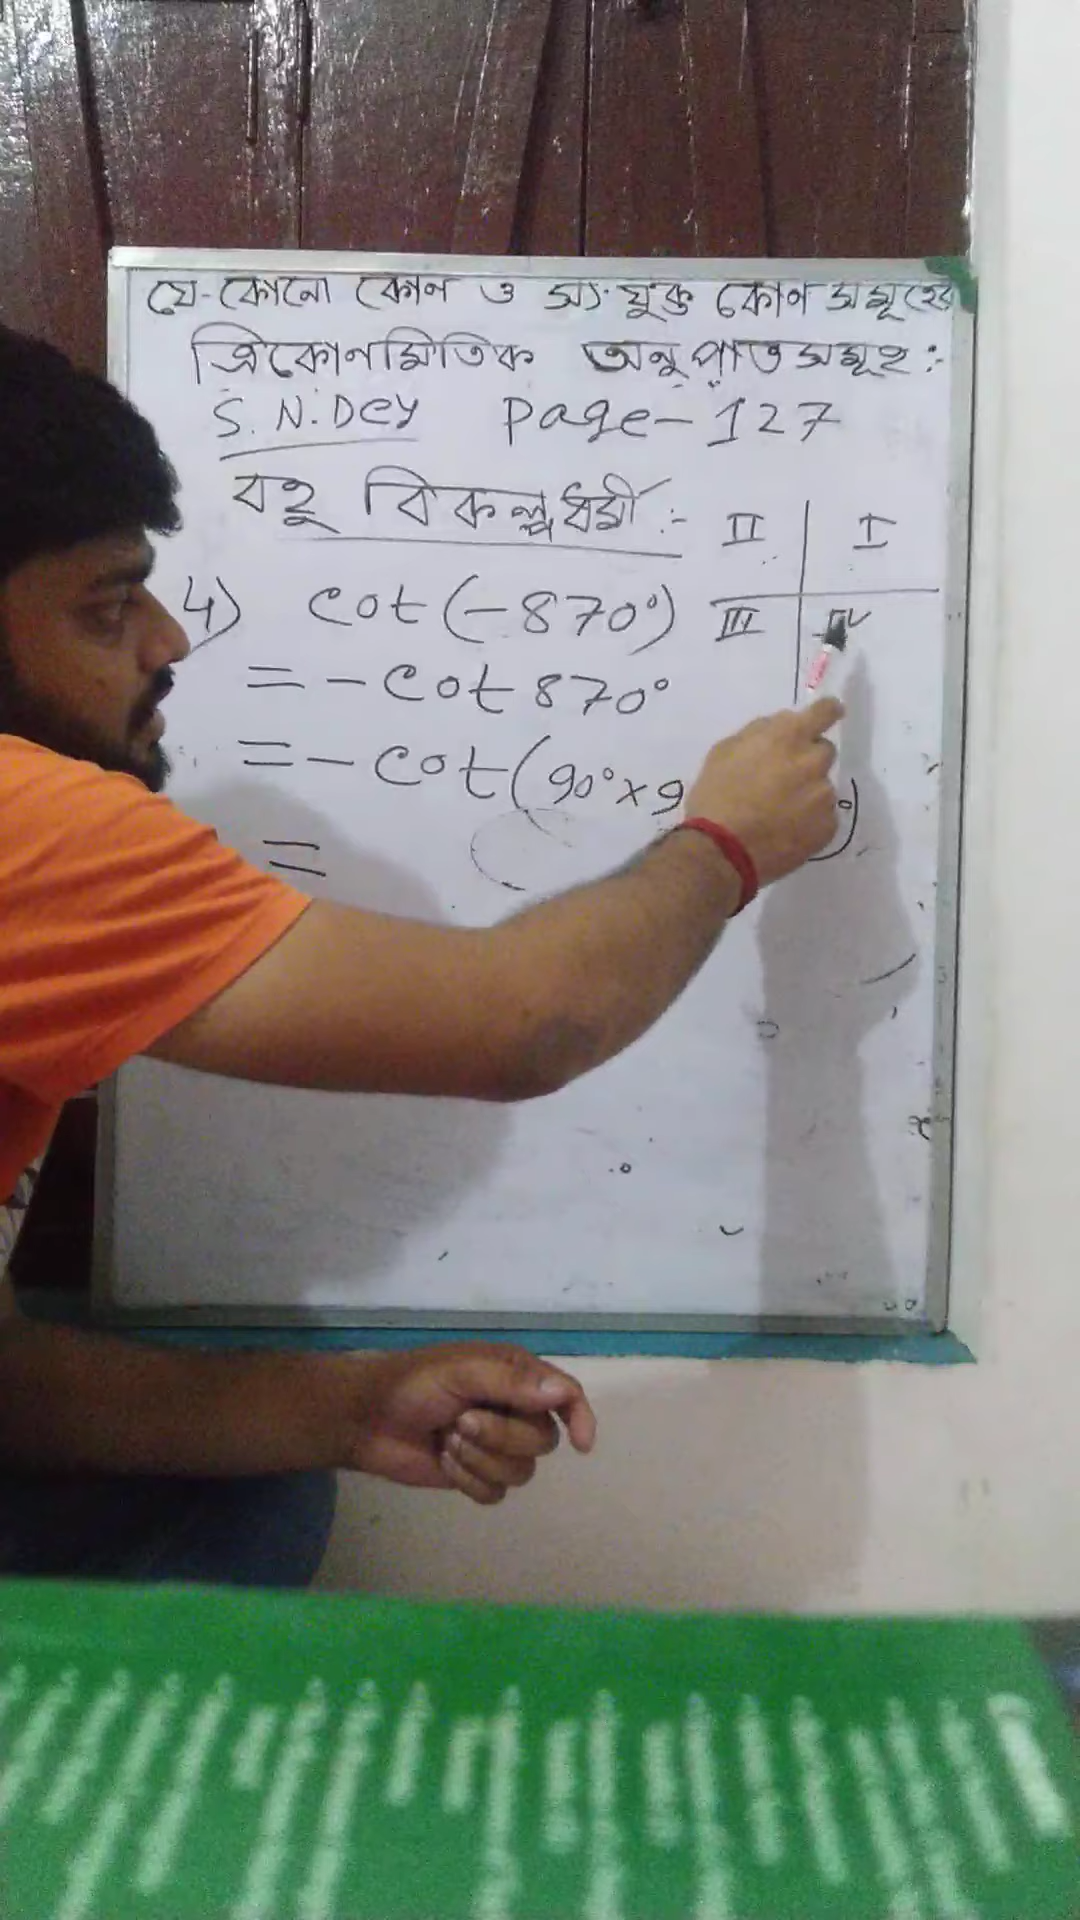 যে-কোনো কোণ ও সংযুক্ত কোণ সমূহের
ত্রিকোণমিতিক অনুপাতসমূহ :-
S.N.Dey Page-127
বহু বিকল্পধর্মী :-
II I
III IV
4) cot(-870°)
= -cot 870°
= -cot(90°×9 °)
=